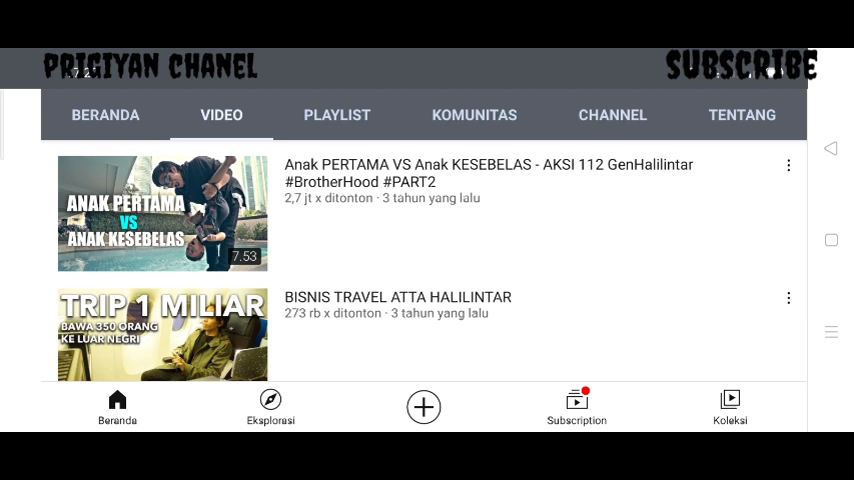 PRIGIYAN CHANEL
SUBSCRIBE
BERANDA
VIDEO
PLAYLIST
KOMUNITAS
CHANNEL
TENTANG
ANAK PERTAMA
VS
ANAK KESEBELAS
7.53
Anak PERTAMA VS Anak KESEBELAS - AKSI 112 GenHalilintar
#BrotherHood #PART2
2,7 jt x ditonton · 3 tahun yang lalu
TRIP 1 MILIAR
BAWA 350 ORANG
KE LUAR NEGRI
BISNIS TRAVEL ATTA HALILINTAR
273 rb x ditonton · 3 tahun yang lalu
Beranda
Eksplorasi
Subscription
Koleksi